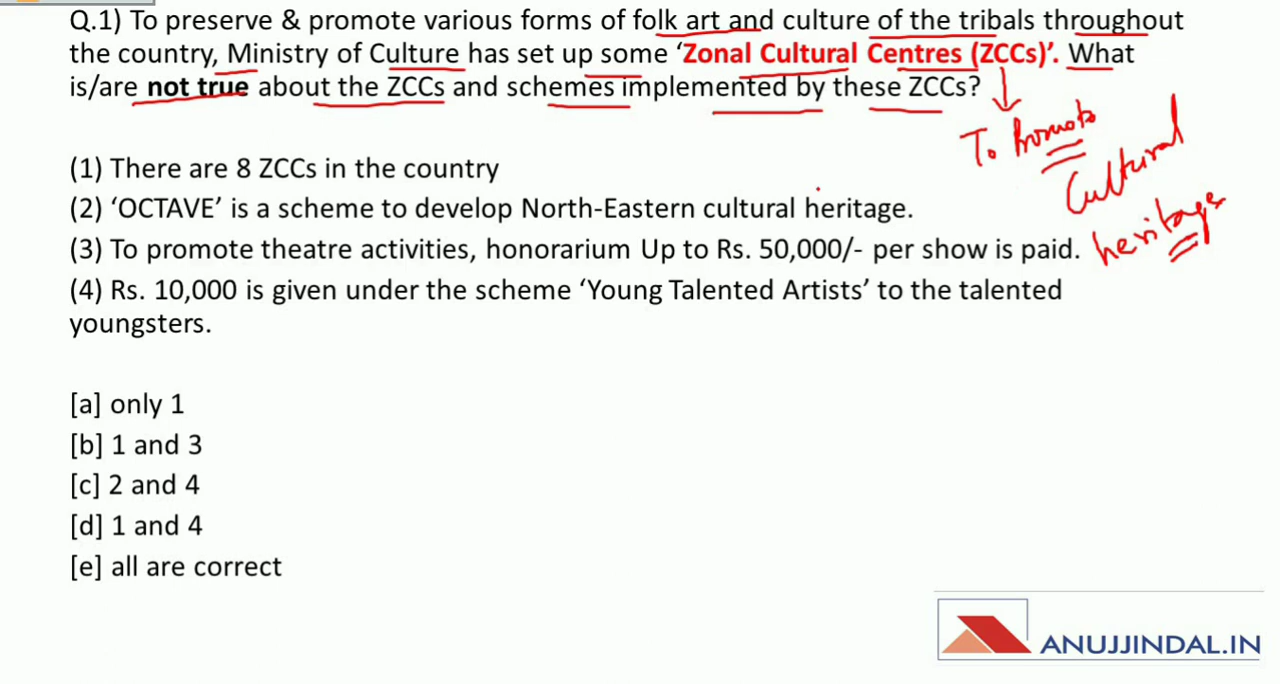 Q.1) To preserve & promote various forms of folk art and culture of the tribals throughout
the country, Ministry of Culture has set up some ‘Zonal Cultural Centres (ZCCs)’. What
is/are not true about the ZCCs and schemes implemented by these ZCCs?
To Promote
Cultural
heritage
(1) There are 8 ZCCs in the country
(2) ‘OCTAVE’ is a scheme to develop North-Eastern cultural heritage.
(3) To promote theatre activities, honorarium Up to Rs. 50,000/- per show is paid.
(4) Rs. 10,000 is given under the scheme ‘Young Talented Artists’ to the talented
youngsters.
[a] only 1
[b] 1 and 3
[c] 2 and 4
[d] 1 and 4
[e] all are correct
ANUJJINDAL.IN